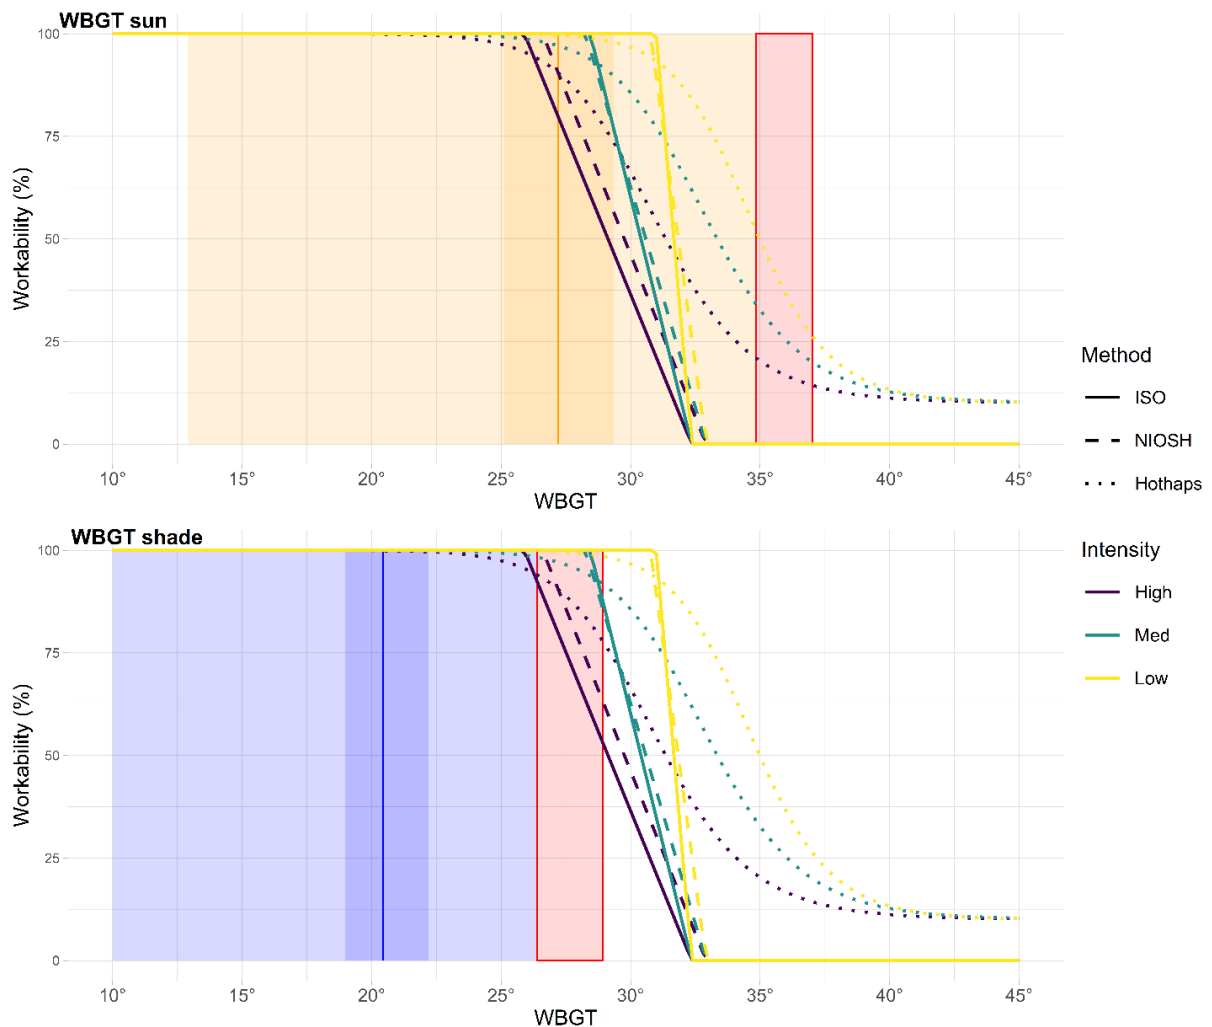 WBGT sun
Workability (%)
100
75
50
25
0
10° 15° 20° 25° 30° 35° 40° 45°
WBGT
Method
ISO
NIOSH
Hothaps
WBGT shade
Workability (%)
100
75
50
25
0
10° 15° 20° 25° 30° 35° 40° 45°
WBGT
Intensity
High
Med
Low